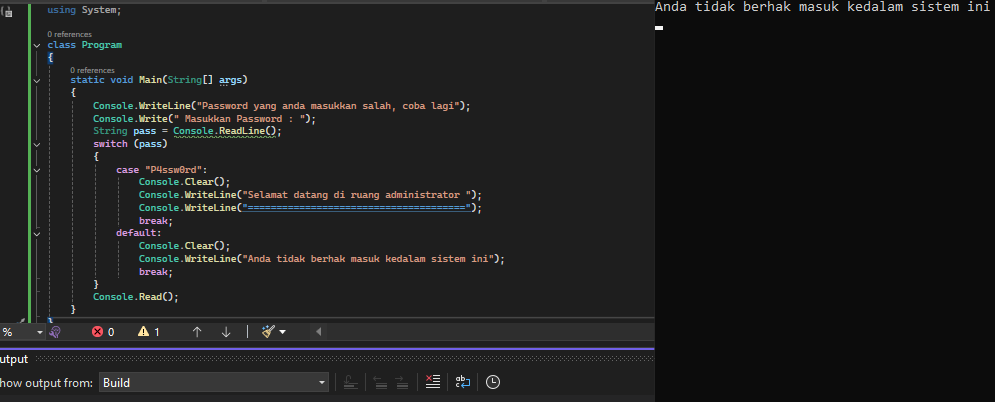 using System;
0 references
class Program
{
0 references
static void Main(String[] args)
{
Console.WriteLine("Password yang anda masukkan salah, coba lagi");
Console.Write(" Masukkan Password : ");
String pass = Console.ReadLine();
switch (pass)
{
case "P4ssw0rd":
Console.Clear();
Console.WriteLine("Selamat datang di ruang administrator ");
Console.WriteLine("======================================");
break;
default:
Console.Clear();
Console.WriteLine("Anda tidak berhak masuk kedalam sistem ini");
break;
}
Console.Read();
}
}
% 0 1
utput
how output from: Build
Anda tidak berhak masuk kedalam sistem ini